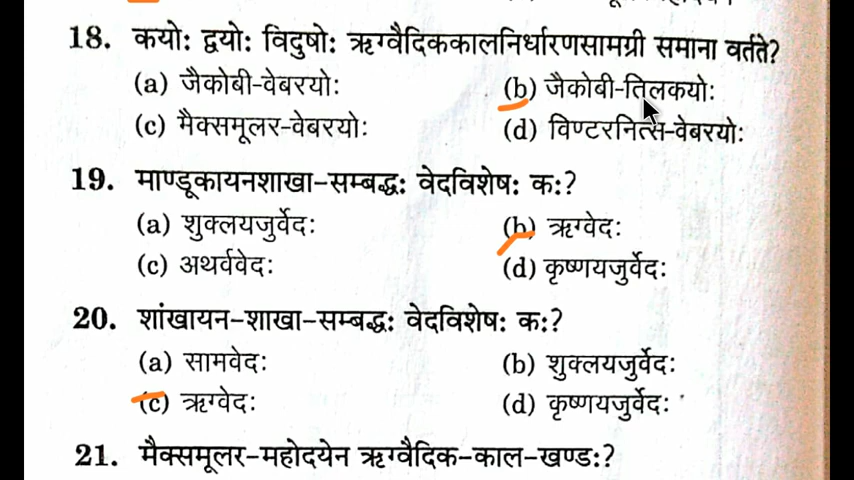 18. कयोः द्वयोः विदुषोः ऋग्वैदिककालनिर्धारणसामग्री समाना वर्तते?
(a) जैकोबी-वेबरयोः (b) जैकोबी-तिलकयोः
(c) मैक्समूलर-वेबरयोः (d) विण्टरनित्स-वेबरयोः
19. माण्डूकायनशाखा-सम्बद्धः वेदविशेषः कः?
(a) शुक्लयजुर्वेदः (b) ऋग्वेदः
(c) अथर्ववेदः (d) कृष्णयजुर्वेदः
20. शांखायन-शाखा-सम्बद्धः वेदविशेषः कः?
(a) सामवेदः (b) शुक्लयजुर्वेदः
(c) ऋग्वेदः (d) कृष्णयजुर्वेदः
21. मैक्समूलर-महोदयेन ऋग्वैदिक-काल-खण्डः?